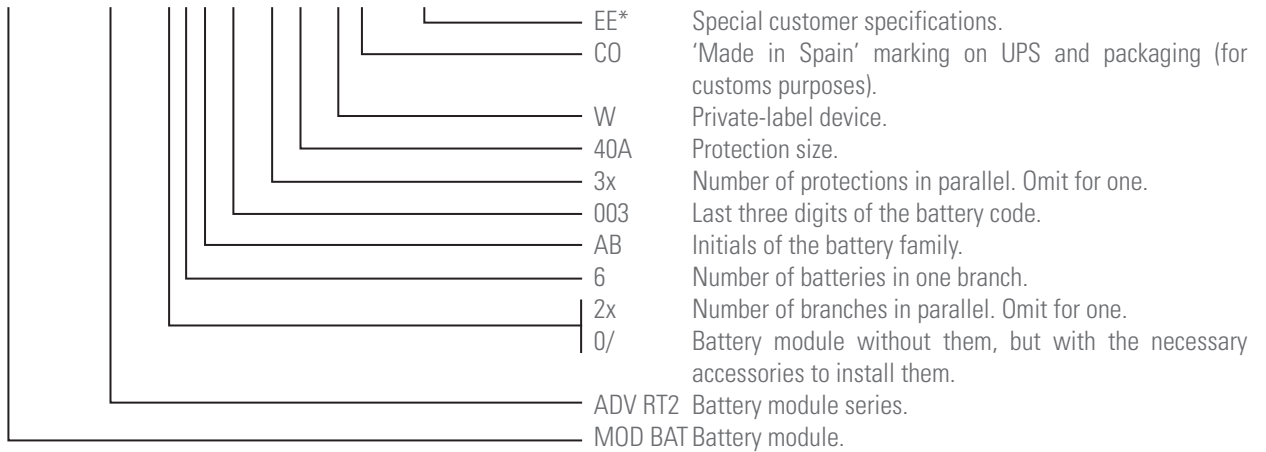 EE* Special customer specifications.
CO 'Made in Spain' marking on UPS and packaging (for
customs purposes).
W Private-label device.
40A Protection size.
3x Number of protections in parallel. Omit for one.
003 Last three digits of the battery code.
AB Initials of the battery family.
6 Number of batteries in one branch.
2x Number of branches in parallel. Omit for one.
0/ Battery module without them, but with the necessary
accessories to install them.
ADV RT2 Battery module series.
MOD BAT Battery module.